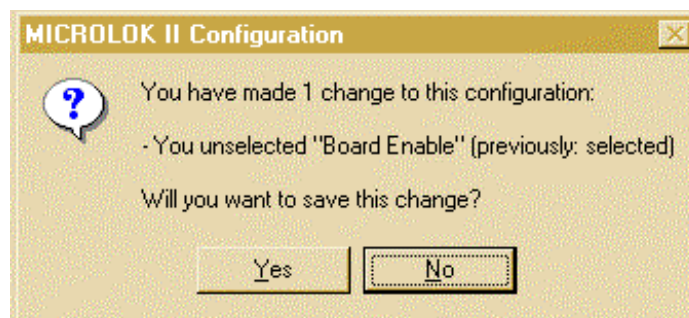 MICROLOK II Configuration
You have made 1 change to this configuration:
- You unselected "Board Enable" (previously: selected)
Will you want to save this change?
Yes No